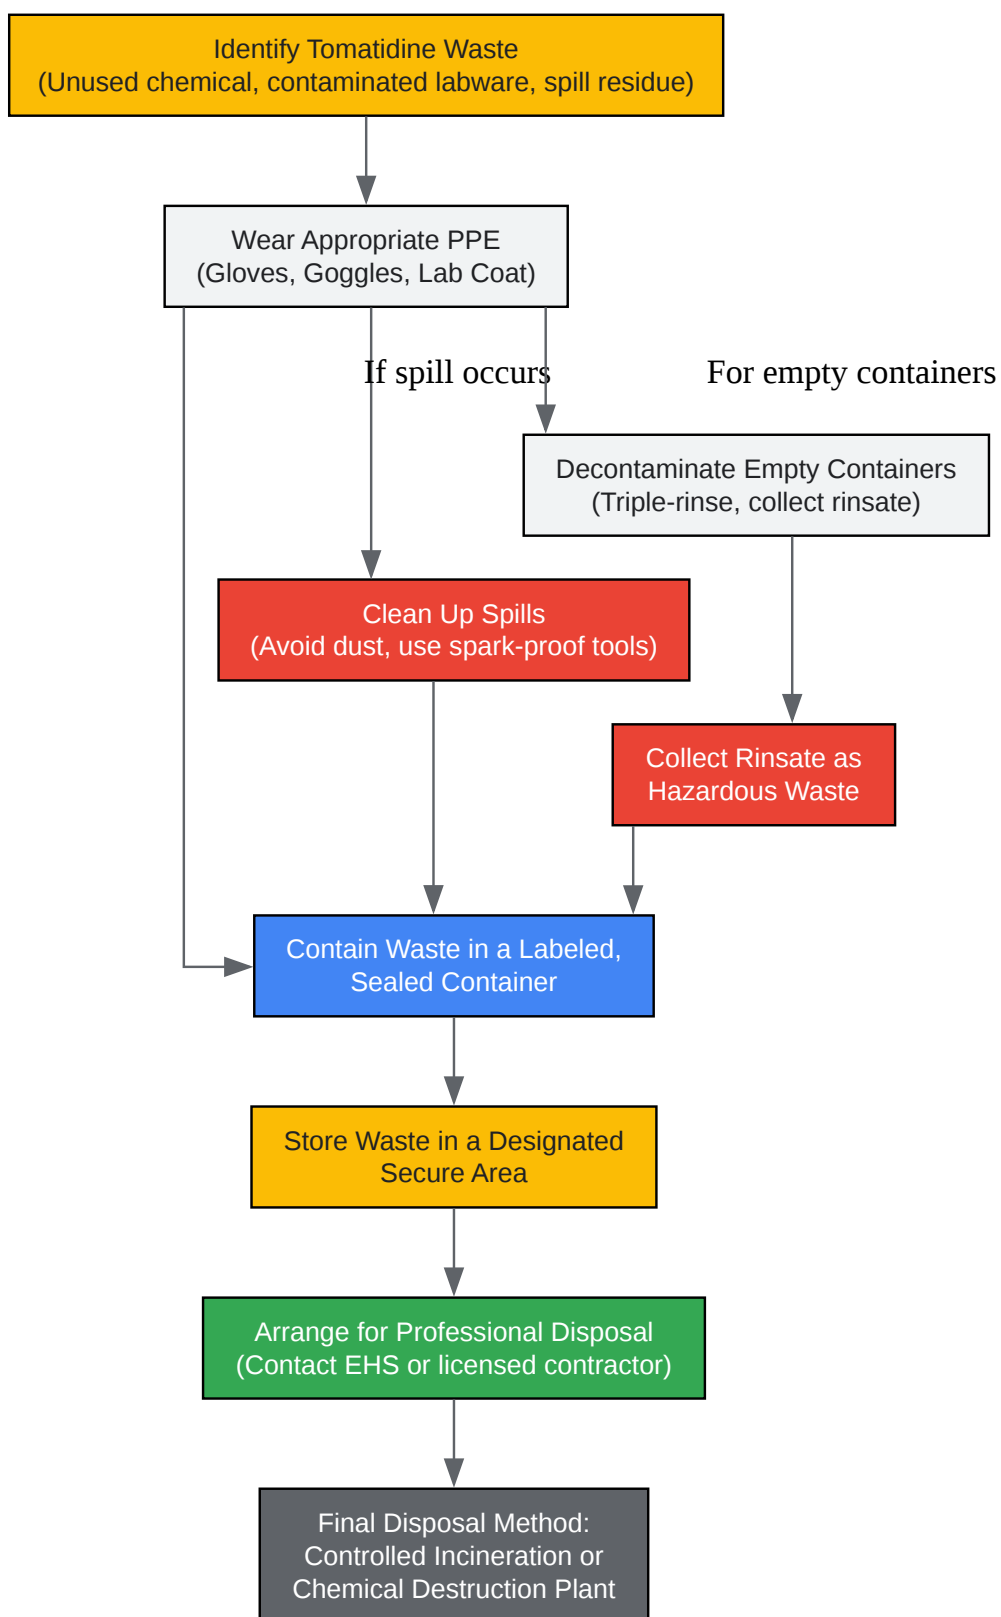 Identify Tomatidine Waste
(Unused chemical, contaminated labware, spill residue)
Wear Appropriate PPE
(Gloves, Goggles, Lab Coat)
If spill occurs
For empty containers
Decontaminate Empty Containers
(Triple-rinse, collect rinsate)
Clean Up Spills
(Avoid dust, use spark-proof tools)
Collect Rinsate as
Hazardous Waste
Contain Waste in a Labeled,
Sealed Container
Store Waste in a Designated
Secure Area
Arrange for Professional Disposal
(Contact EHS or licensed contractor)
Final Disposal Method:
Controlled Incineration or
Chemical Destruction Plant